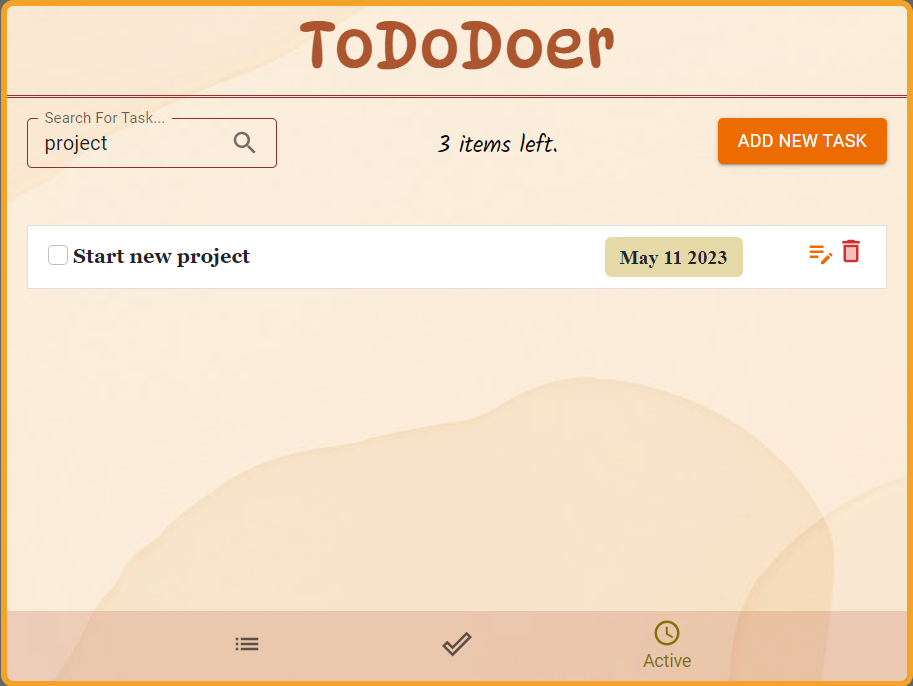 ToDoDoer
Search For Task...
project
3 items left.
ADD NEW TASK
Start new project
May 11 2023
Active